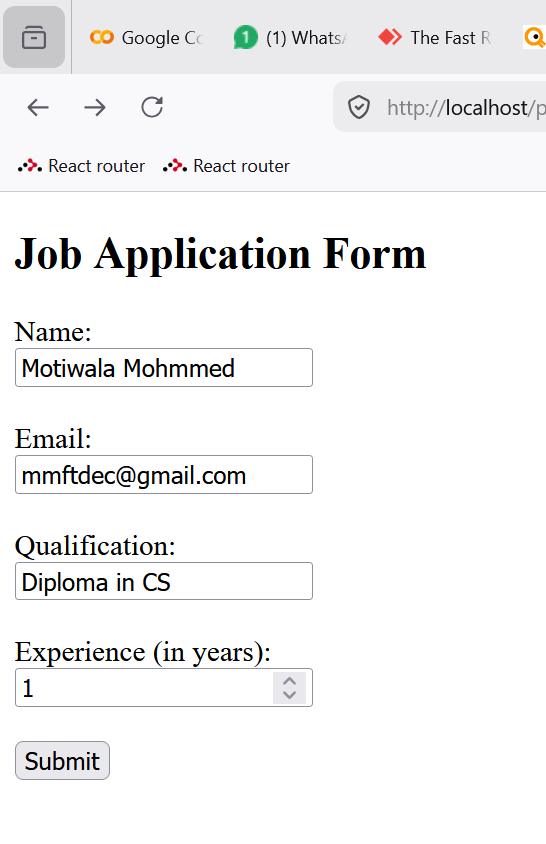 Google Co
1 (1) Whats
The Fast R
http://localhost/p
React router
React router
Job Application Form
Name:
Motiwala Mohmmed
Email:
mmftdec@gmail.com
Qualification:
Diploma in CS
Experience (in years):
1
Submit